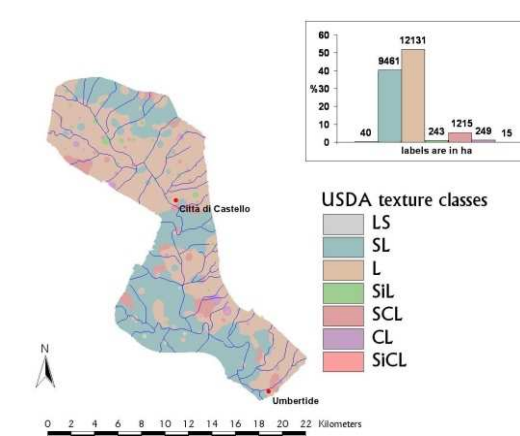 60
50
40
%30
20
10
0
40
9461
12131
243
1215
249
15
labels are in ha
USDA texture classes
LS
SL
L
SiL
SCL
CL
SiCL
Città di Castello
Umbertide
N
0 2 4 6 8 10 12 14 16 18 20 22 Kilometers